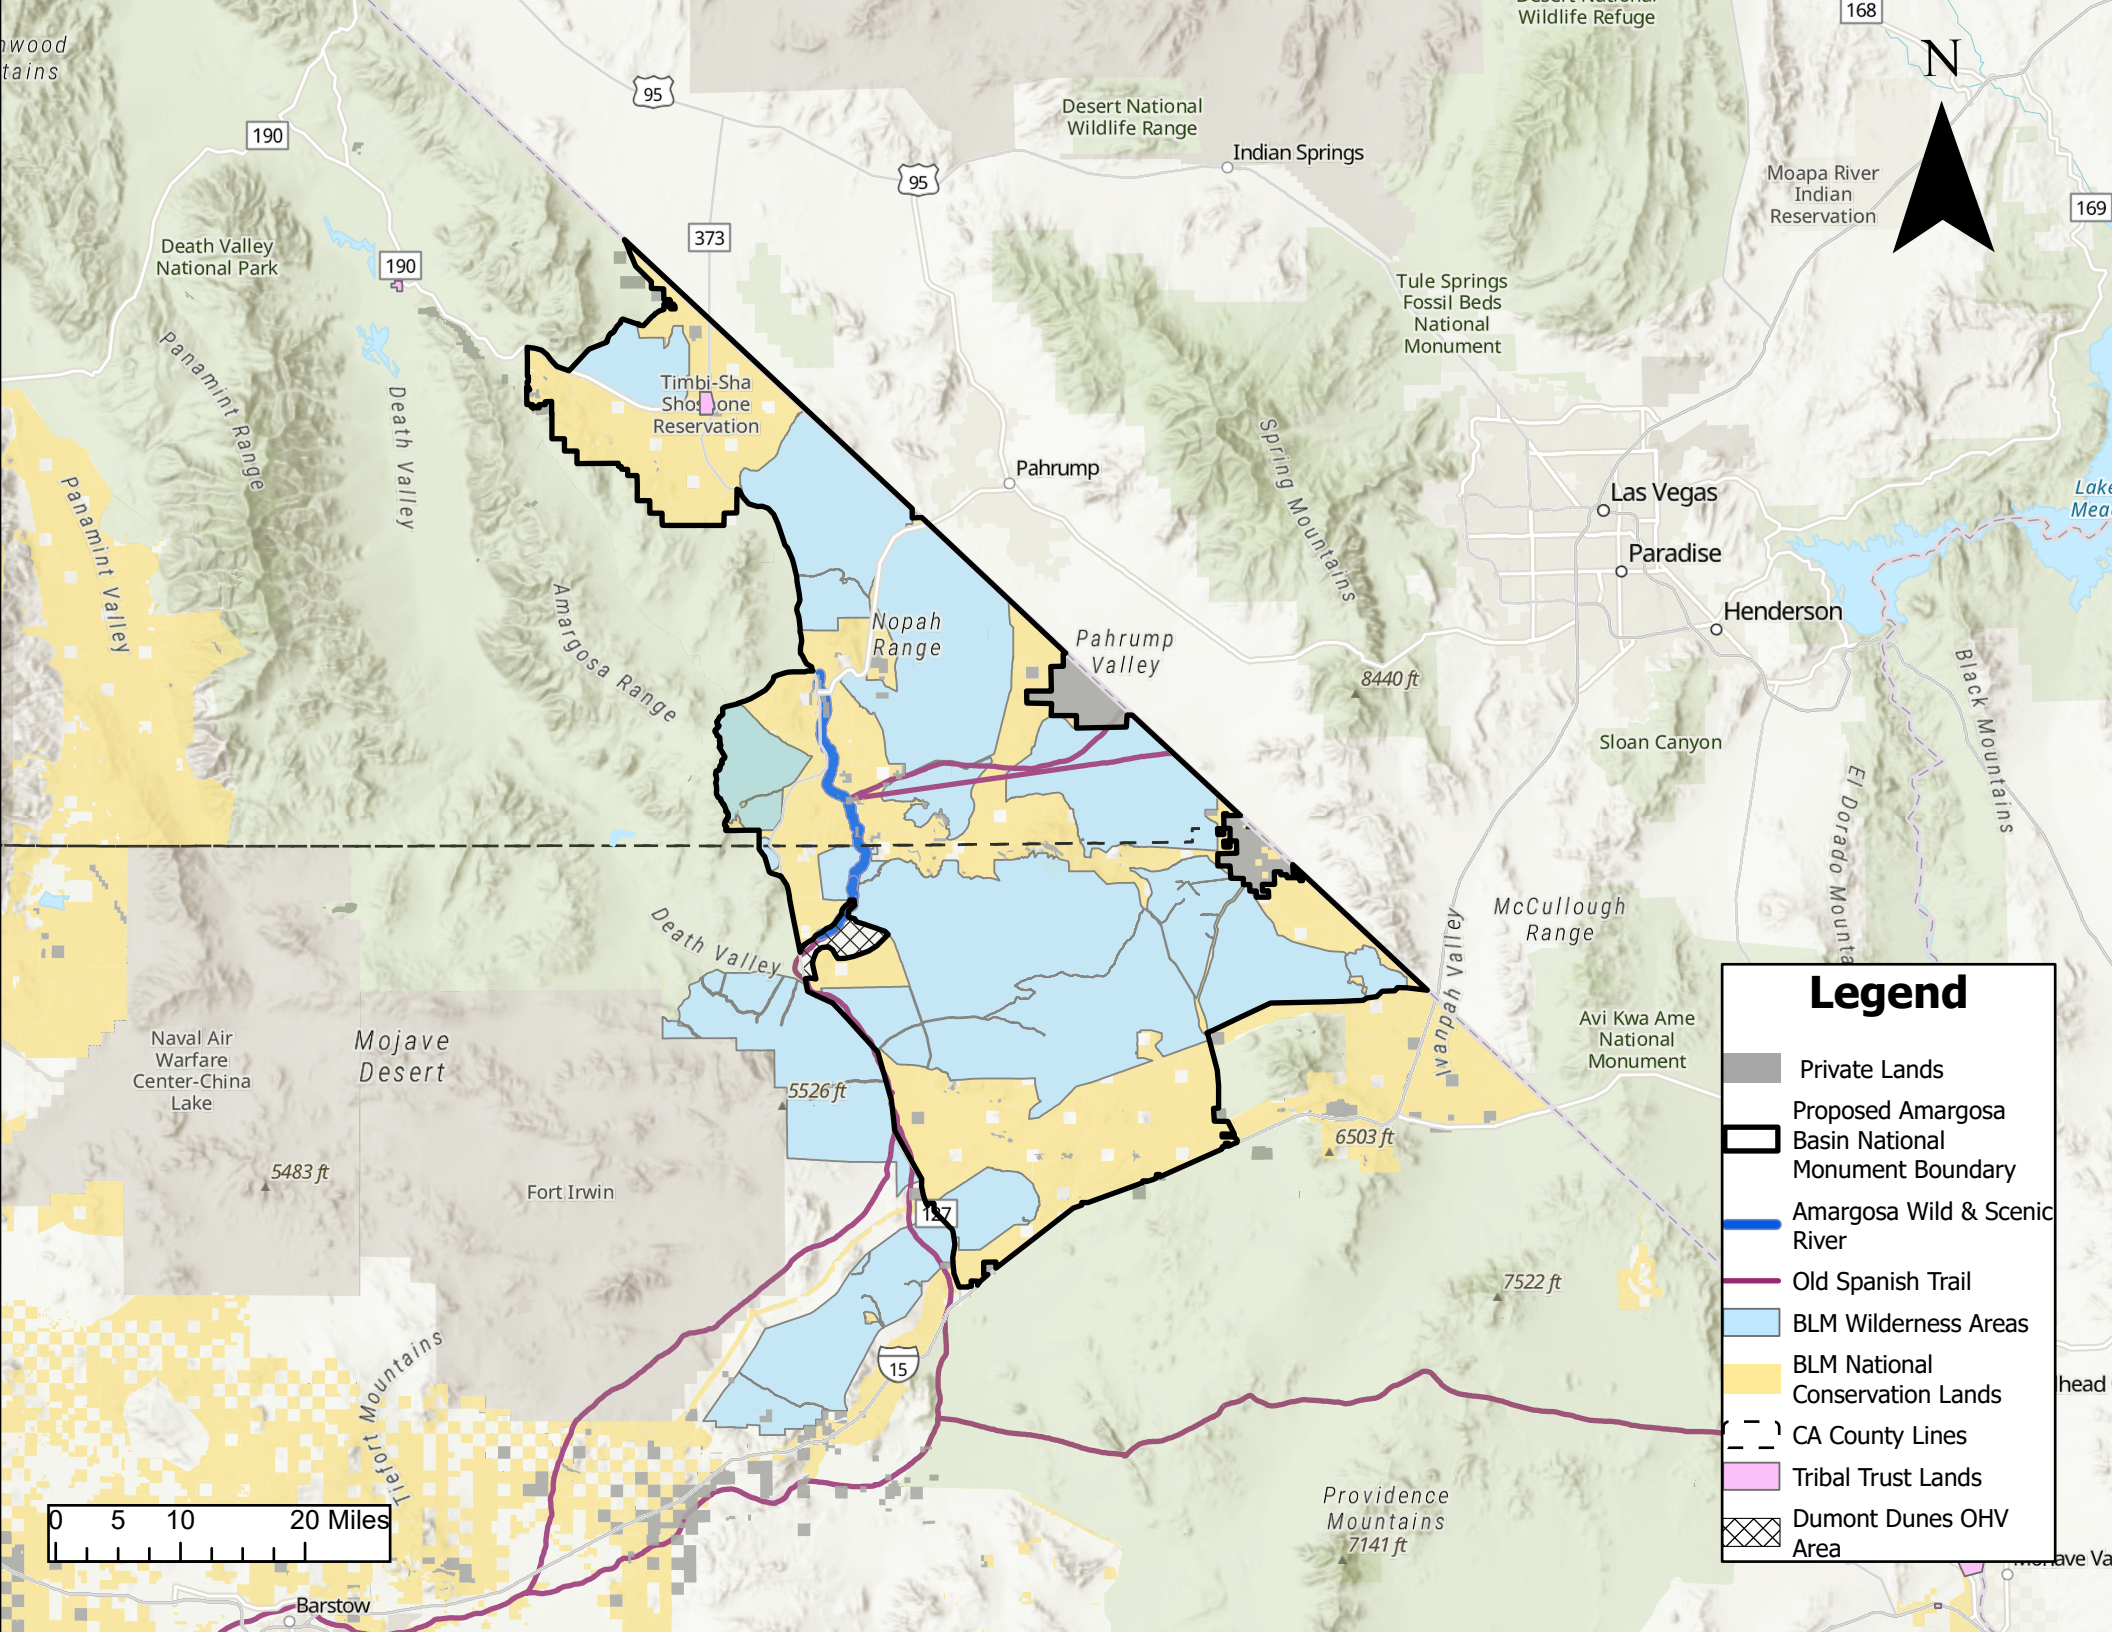 Desert National
Wildlife Refuge
168
N
tains
95
190
Desert National
Wildlife Range
Indian Springs
95
Moapa River
Indian
Reservation
169
373
Death Valley
National Park
190
Tule Springs
Fossil Beds
National
Monument
Panamint Range
Death Valley
Timbi-Sha
Shoshone
Reservation
Spring Mountains
Pahrump
Las Vegas
Lake
Panamint Valley
Paradise
Henderson
Amargosa Range
Nopah
Range
Pahrump
Valley
8440 ft
Black Mountains
Sloan Canyon
El Dorado Mounta
Death Valley
McCullough
Range
Ivanpah Valley
Naval Air
Warfare
Center-China
Lake
Mojave
Desert
5526 ft
Avi Kwa Ame
National
Monument
6503 ft
5483 ft
Fort Irwin
127
7522 ft
Tiefort Mountains
15
Providence
Mountains
7141 ft
Barstow
lhead
Mohave Va
Legend
Private Lands
Proposed Amargosa
Basin National
Monument Boundary
Amargosa Wild & Scenic
River
Old Spanish Trail
BLM Wilderness Areas
BLM National
Conservation Lands
CA County Lines
Tribal Trust Lands
Dumont Dunes OHV
Area
0 5 10 20 Miles